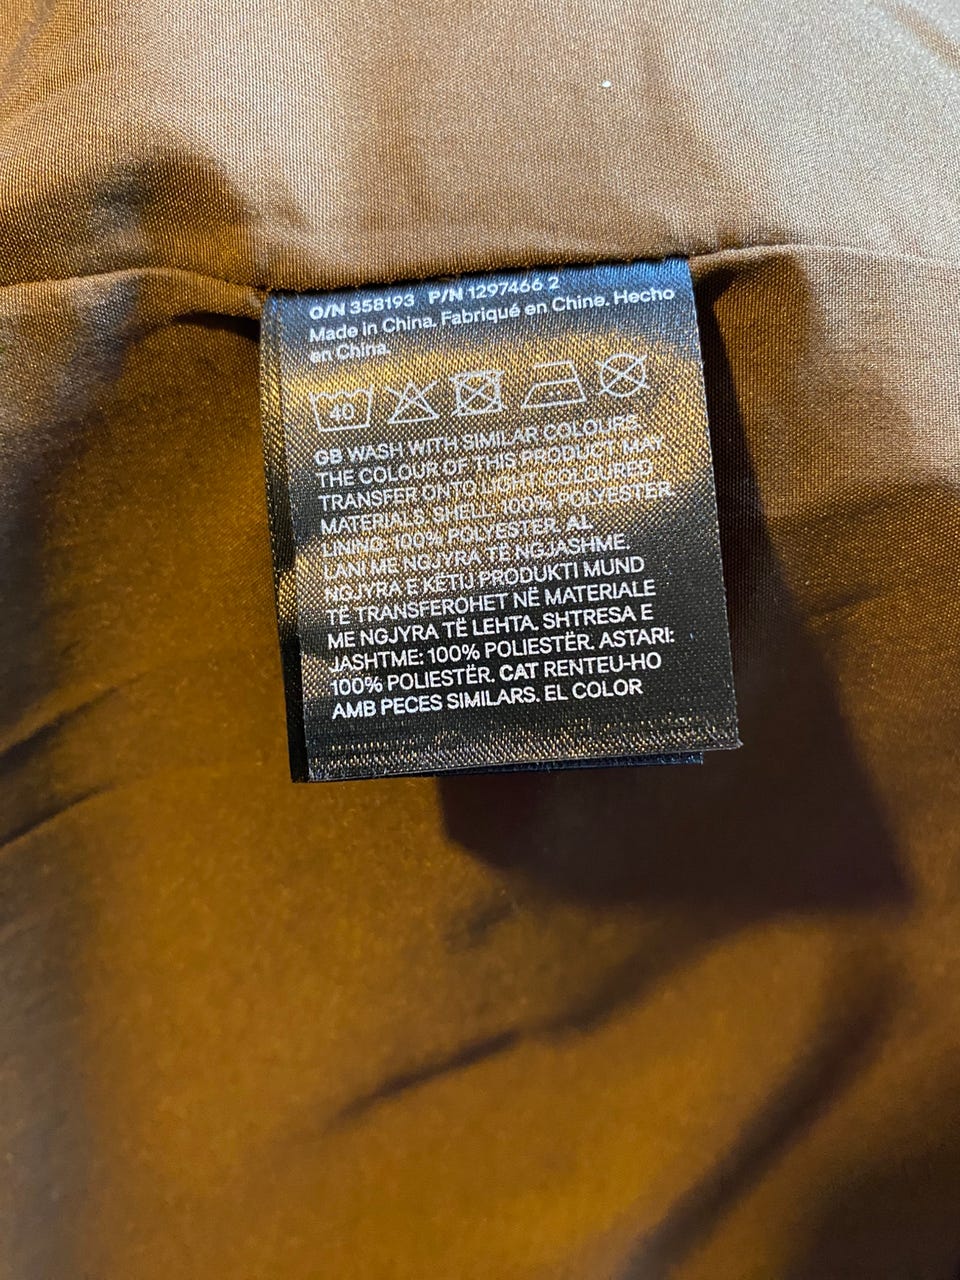 O/N 358193 P/N 1297466 2
Made in China. Fabriqué en Chine. Hecho
en China.
40
GB WASH WITH SIMILAR COLOURS.
THE COLOUR OF THIS PRODUCT MAY
TRANSFER ONTO LIGHT COLOURED
MATERIALS. SHELL: 100% POLYESTER.
LINING: 100% POLYESTER. AL
LANI ME NGJYRA TË NGJASHME.
NGJYRA E KËTIJ PRODUKTI MUND
TË TRANSFEROHET NË MATERIALE
ME NGJYRA TË LEHTA. SHTRESA E
JASHTME: 100% POLIESTËR. ASTARI:
100% POLIESTËR. CAT RENTEU-HO
AMB PECES SIMILARS. EL COLOR